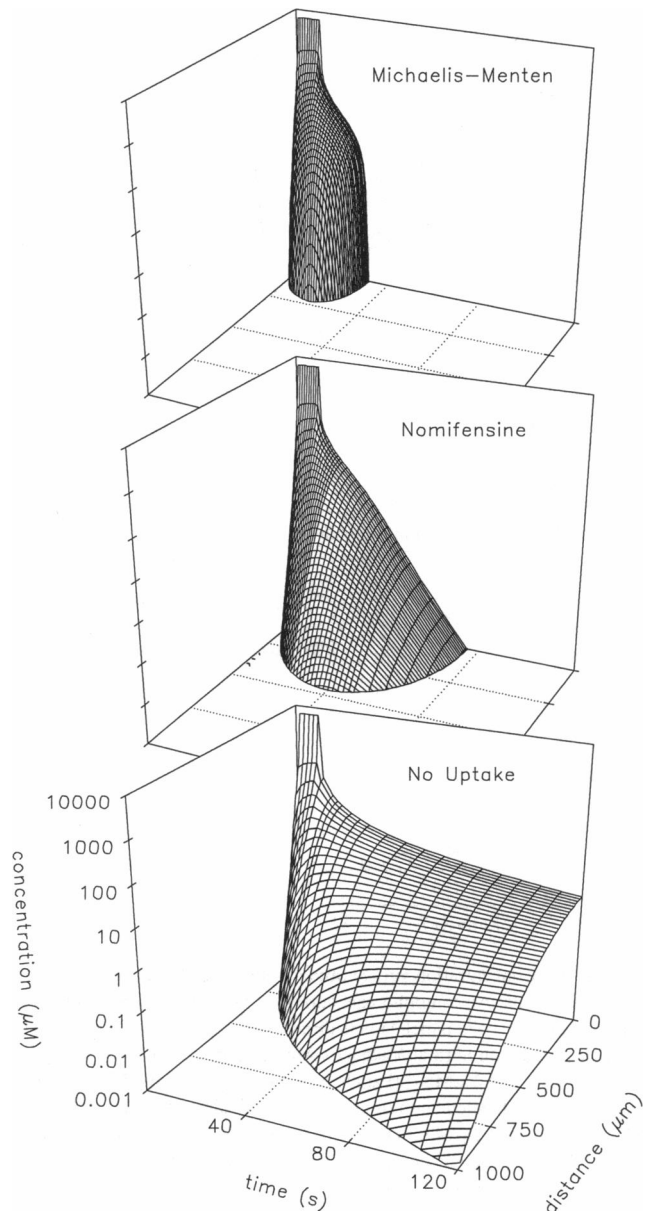 Michaelis-Menten
Nomifensine
No Uptake
10000
1000
100
10
1
0.1
0.01
0.001
concentration (μM)
40
80
120
time (s)
0
250
500
750
1000
distance (μm)